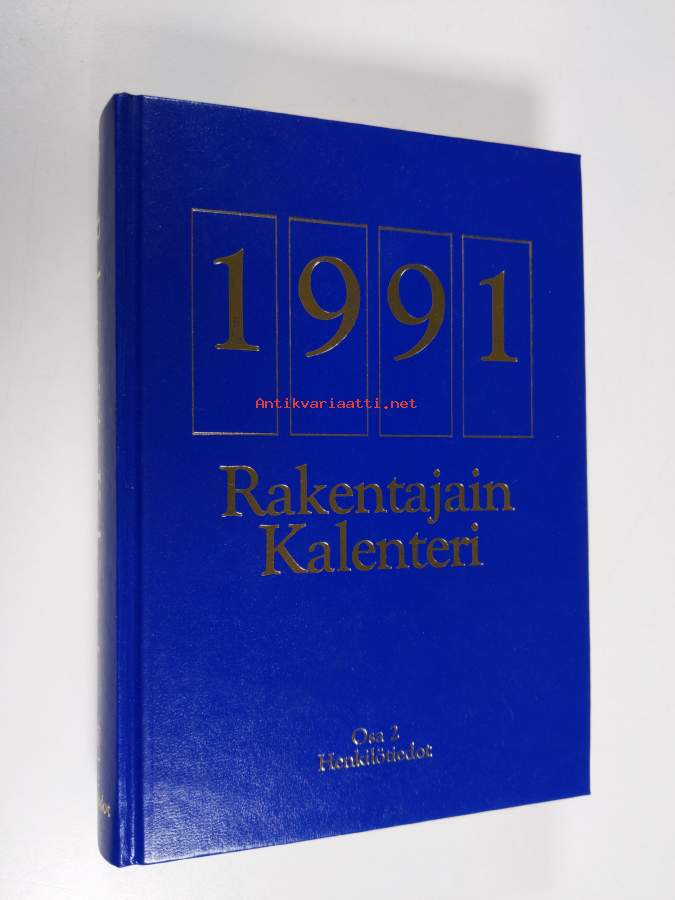 1991
Antikvariaatti.net
Rakentajain
Kalenteri
Osa 2
Henkilötiedot